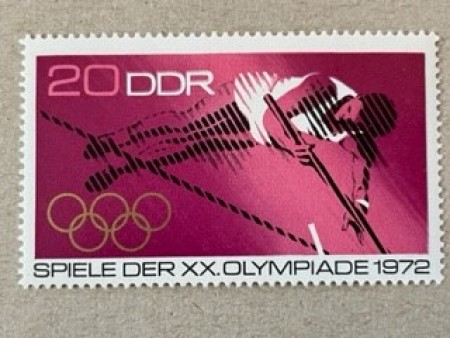 20 DDR
SPIELE DER XX. OLYMPIADE 1972